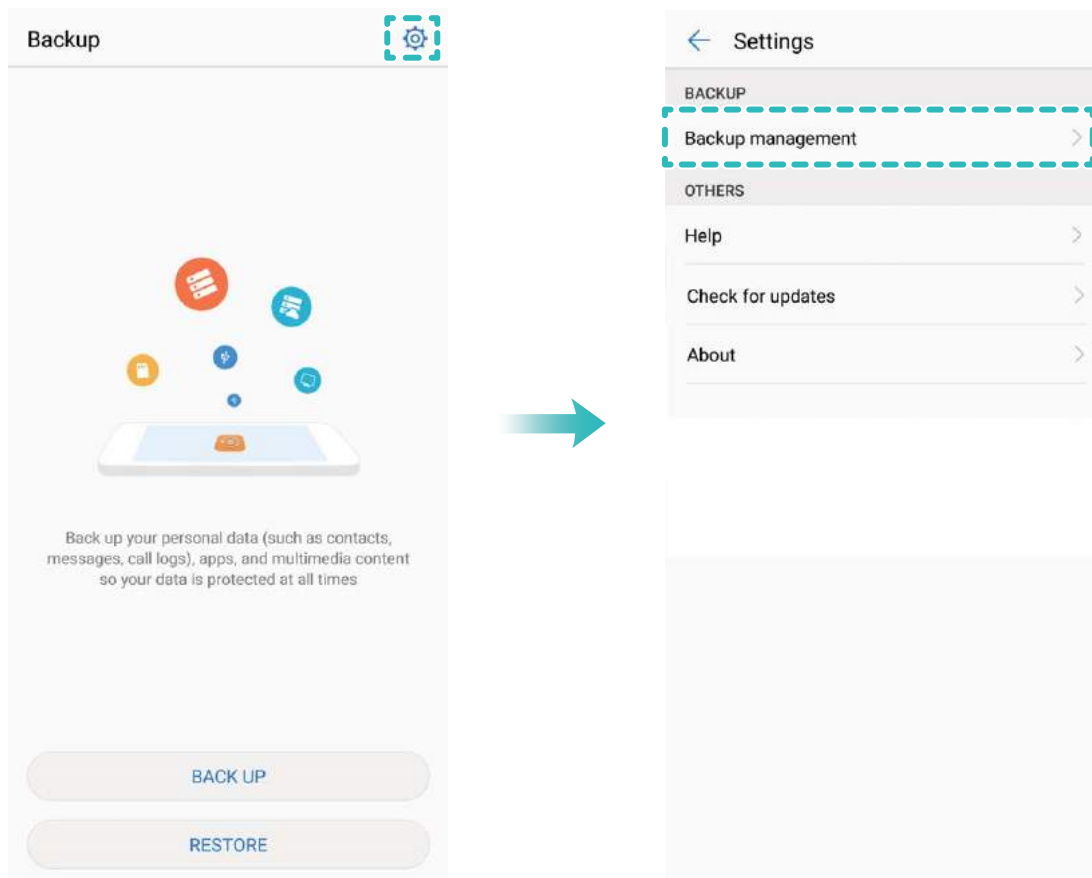 Backup
Back up your personal data (such as contacts,
messages, call logs), apps, and multimedia content
so your data is protected at all times
BACK UP
RESTORE
Settings
BACKUP
Backup management
OTHERS
Help
Check for updates
About